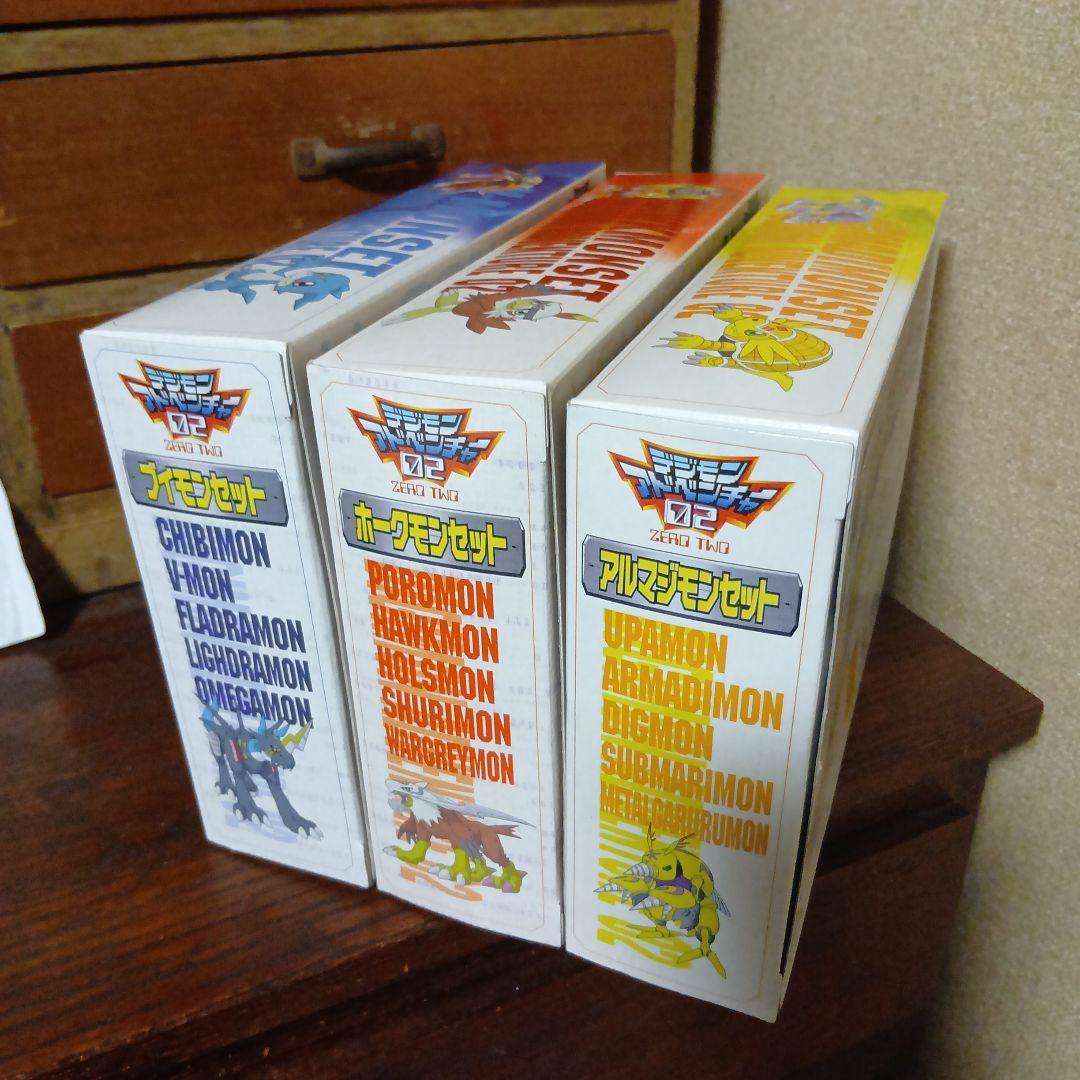 デジモン
アドベンチャー
02
ZERO TWO
ブイモンセット
CHIBIMON
V-MON
FLADRAMON
LIGHDRAMON
OMEGAMON
デジモン
アドベンチャー
02
ZERO TWO
ホークモンセット
POROMON
HAWKMON
HOLSMON
SHURIMON
WARGREYMON
デジモン
アドベンチャー
02
ZERO TWO
アルマジモンセット
UPAMON
ARMADIMON
DIGMON
SUBMARIMON
METALGARURUMON